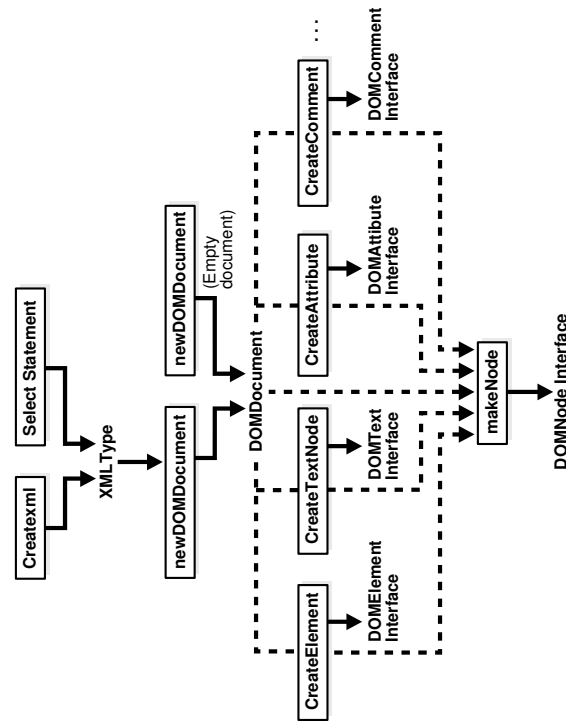 Createxml
Select Statement
XMLType
newDOMDocument
newDOMDocument
(Empty
document)
DOMDocument
CreateElement
CreateTextNode
CreateAttribute
CreateComment
...
DOMElement
Interface
DOMText
Interface
DOMAttibute
Interface
DOMComment
Interface
makeNode
DOMNode Interface